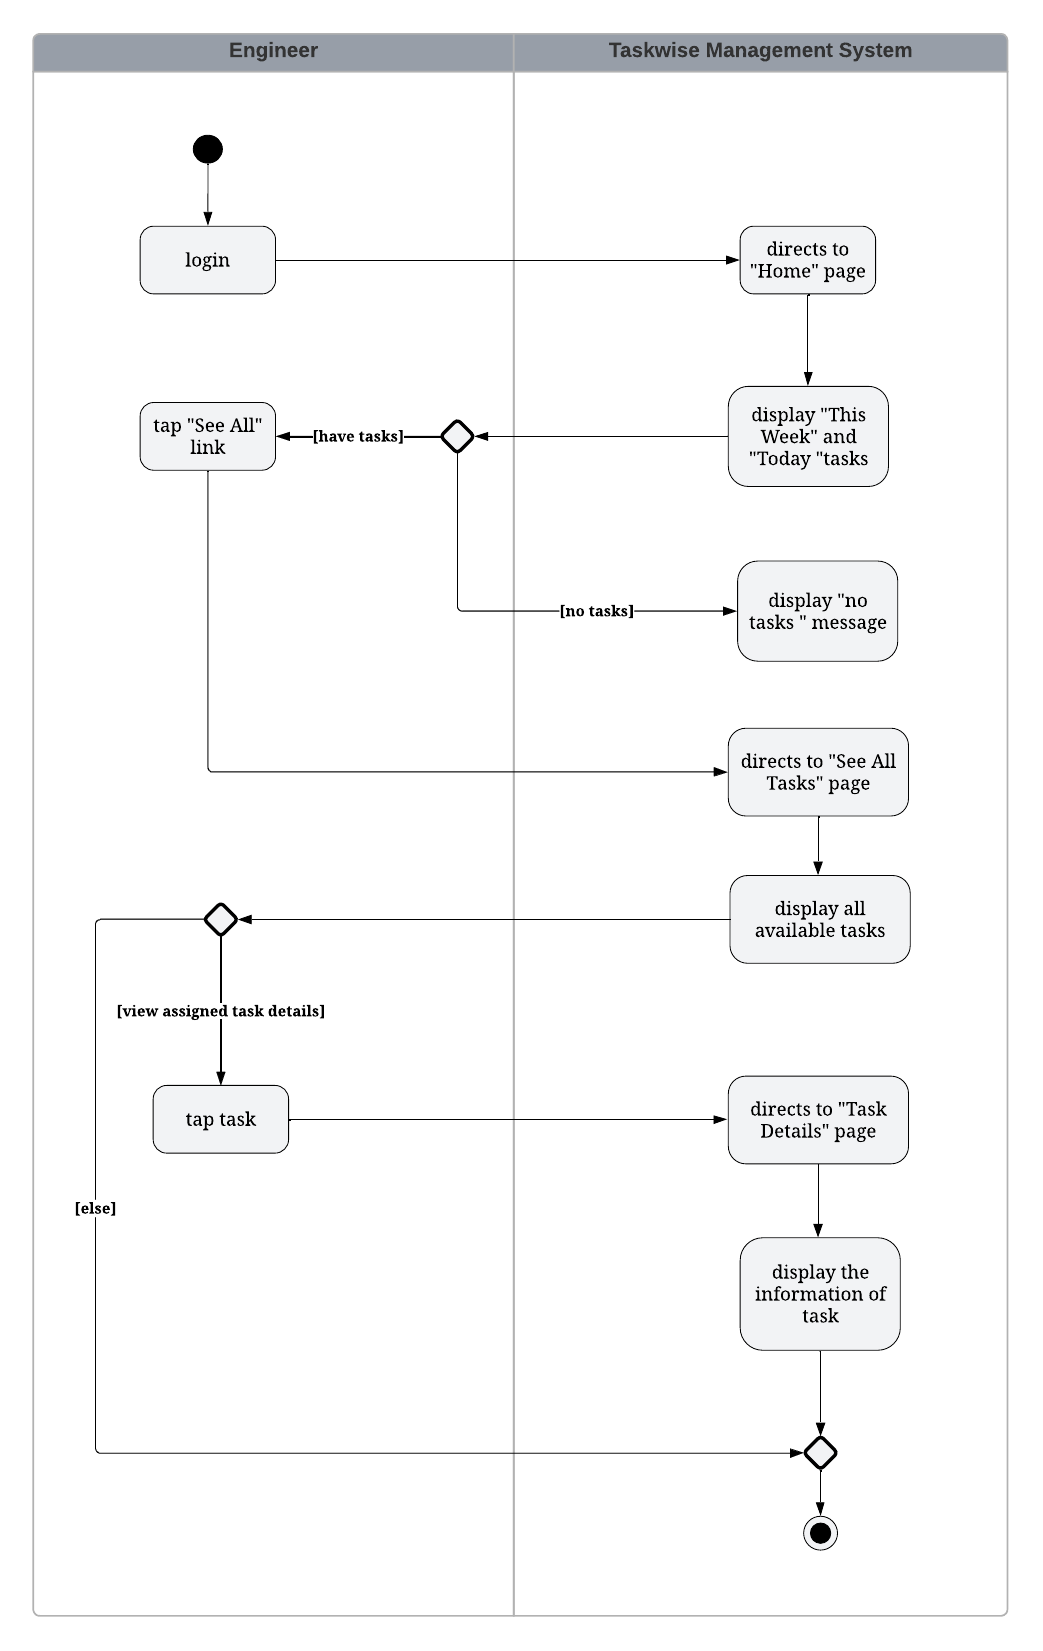 Engineer
Taskwise Management System
login
directs to
"Home" page
tap "See All"
link
[have tasks]
display "This
Week" and
"Today "tasks
[no tasks]
display "no
tasks " message
directs to "See All
Tasks" page
display all
available tasks
[view assigned task details]
tap task
directs to "Task
Details" page
[else]
display the
information of
task